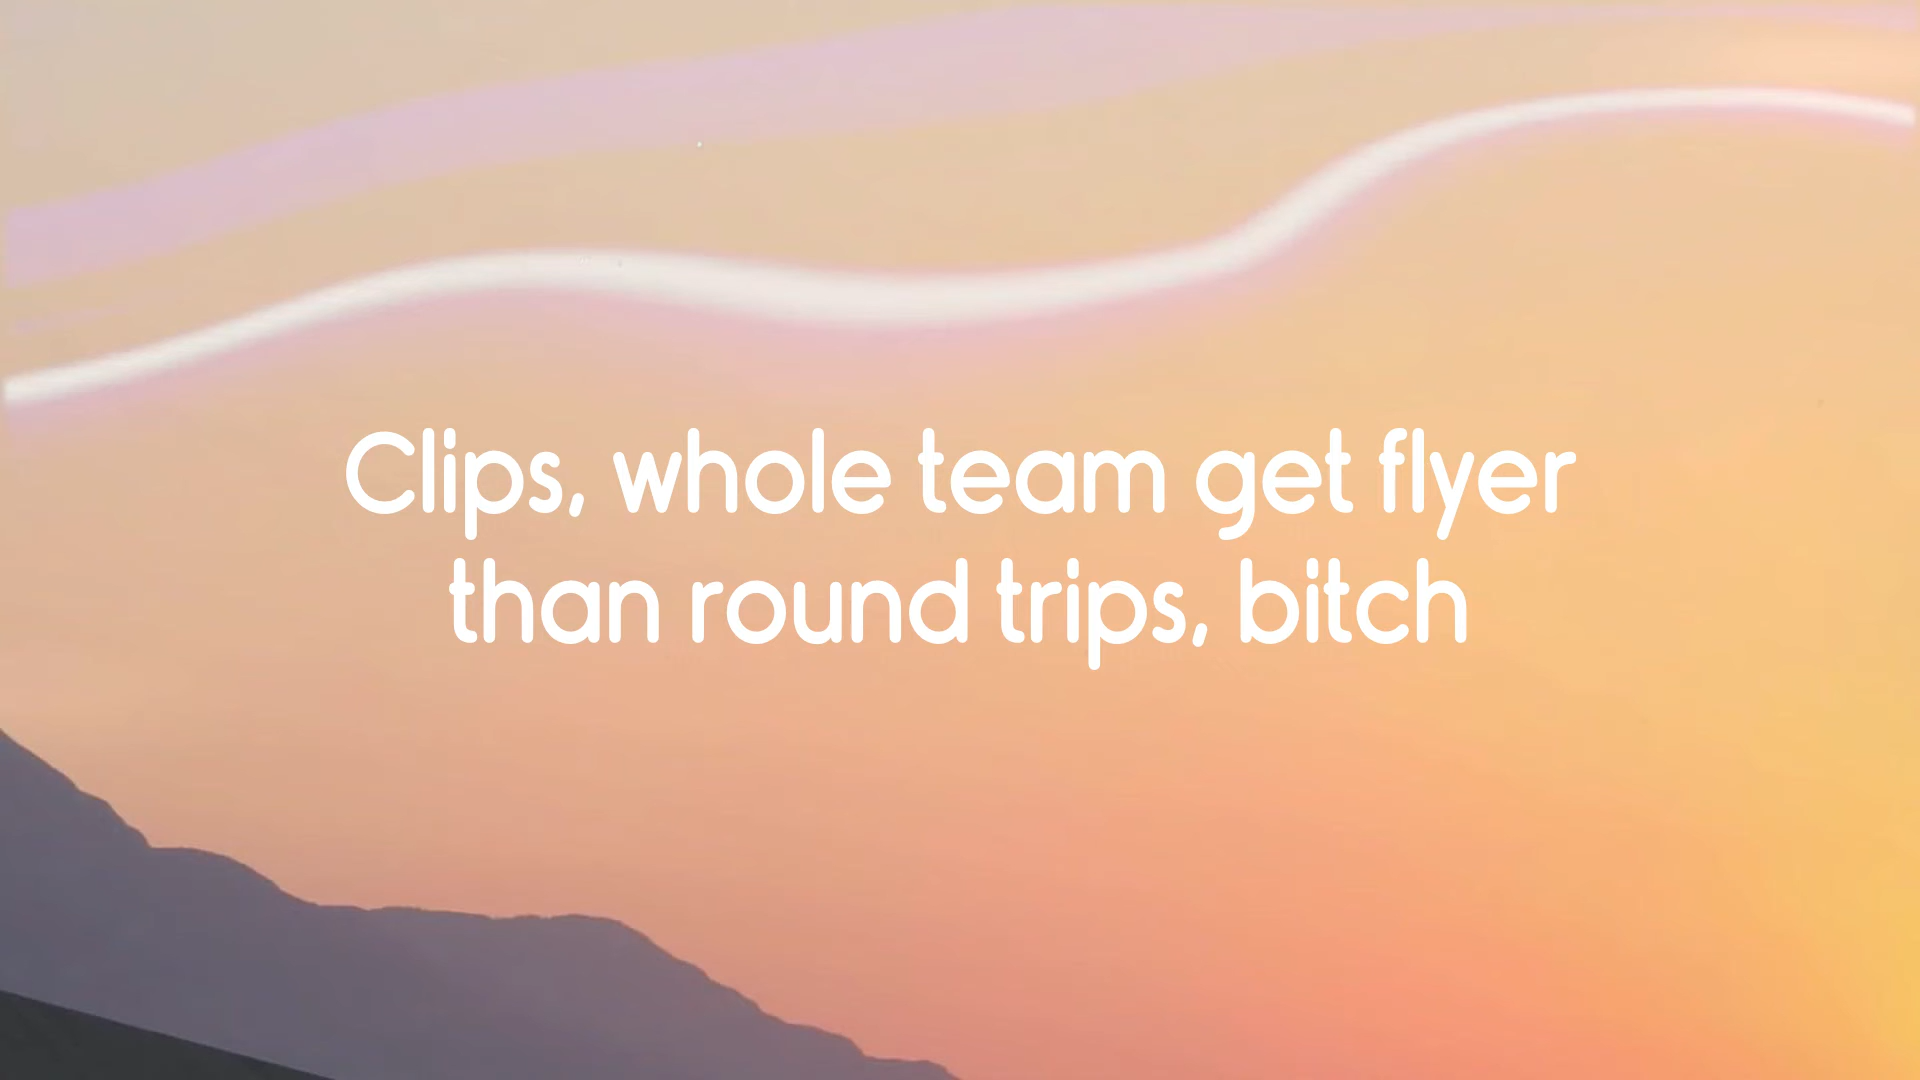 Clips, whole team get flyer
than round trips, bitch